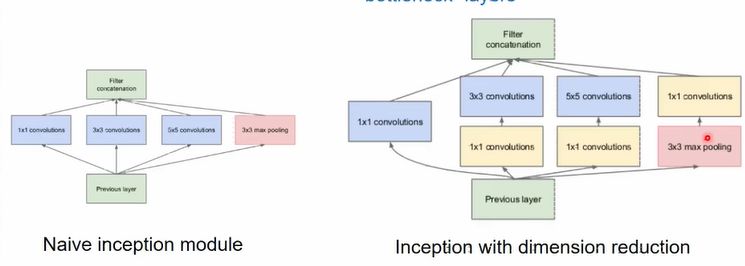 bottleneck" layers
Filter
concatenation
1x1 convolutions
3x3 convolutions
5x5 convolutions
3x3 max pooling
Previous layer
Naive inception module
Filter
concatenation
3x3 convolutions
5x5 convolutions
1x1 convolutions
1x1 convolutions
1x1 convolutions
1x1 convolutions
3x3 max pooling
Previous layer
Inception with dimension reduction